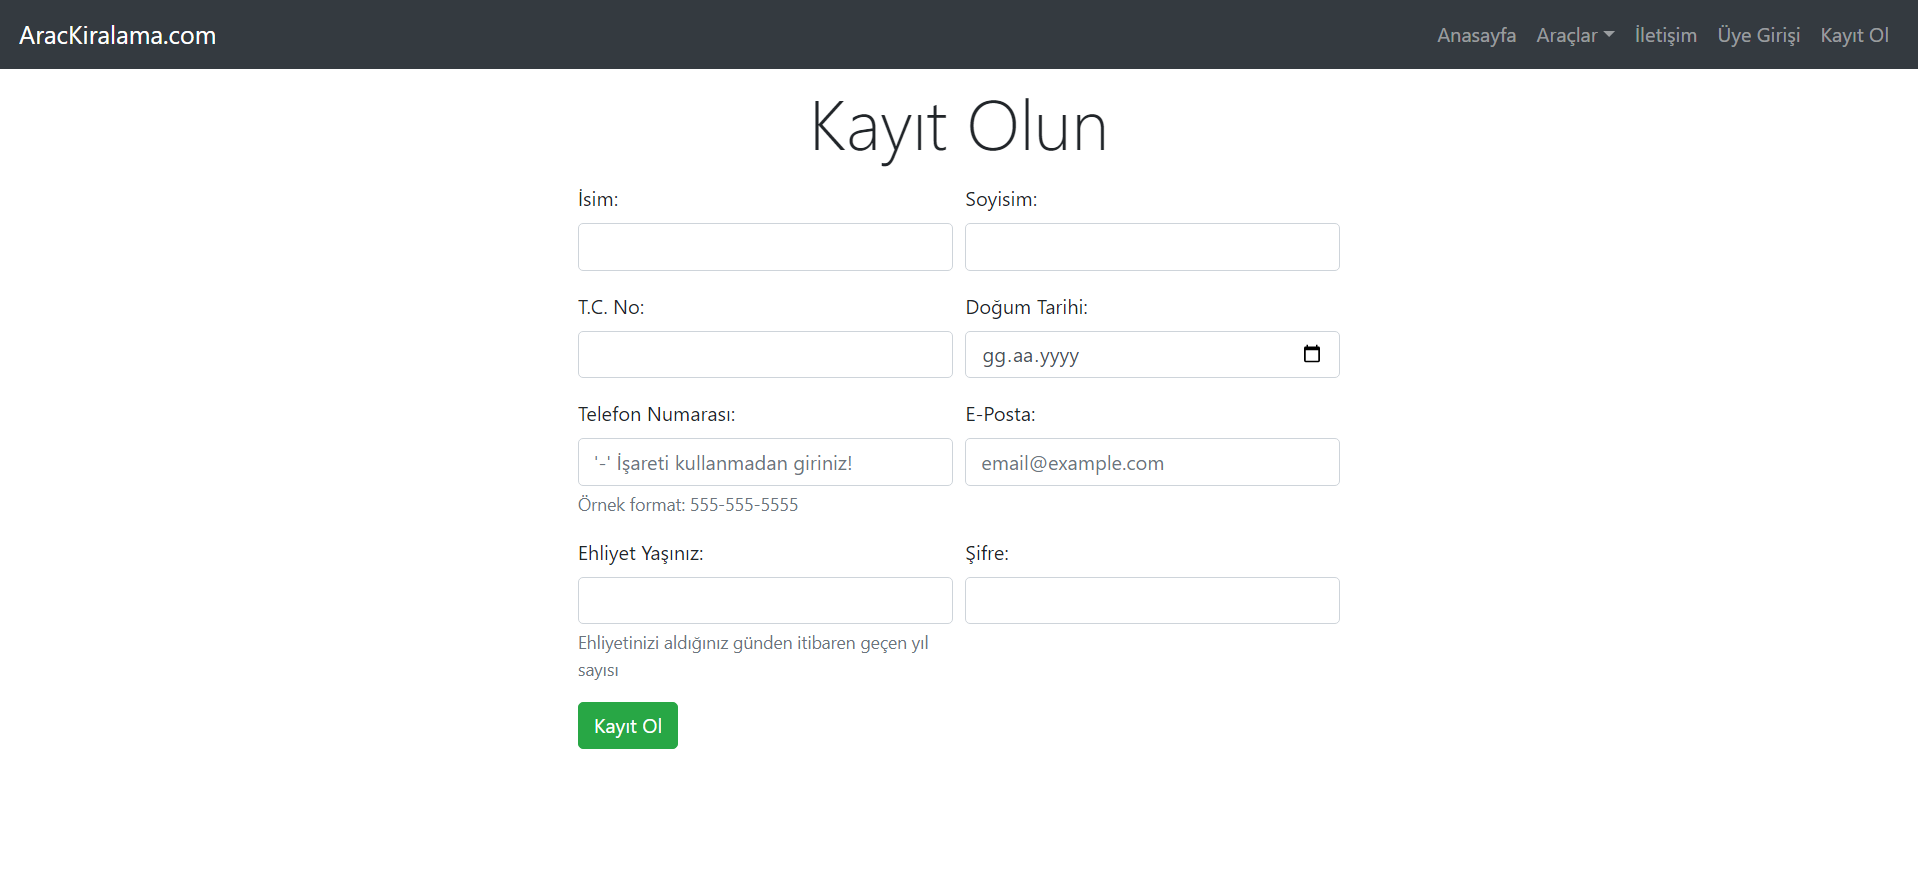 AracKiralama.com
Anasayfa Araçlar İletişim Üye Girişi Kayıt Ol
Kayıt Olun
İsim: Soyisim:
T.C. No: Doğum Tarihi:
gg.aa.yyyy
Telefon Numarası: E-Posta:
'-' İşareti kullanmadan giriniz! email@example.com
Örnek format: 555-555-5555
Ehliyet Yaşınız: Şifre:
Ehliyetinizi aldığınız günden itibaren geçen yıl
sayısı
Kayıt Ol